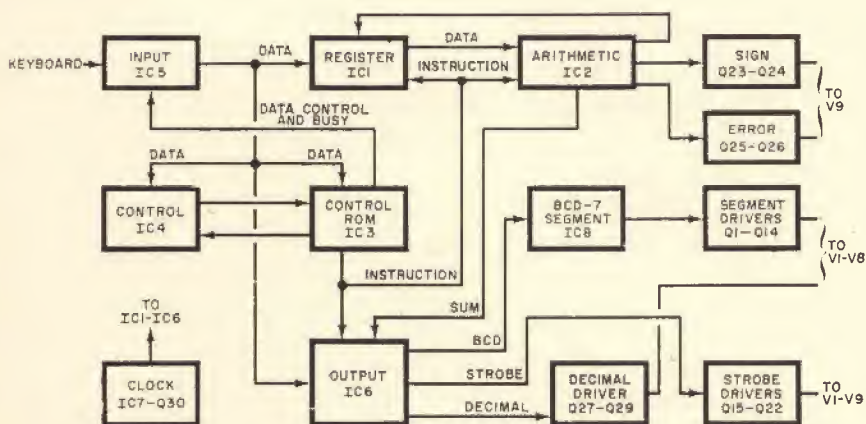 KEYBOARD
INPUT
IC5
DATA
REGISTER
IC1
DATA
INSTRUCTION
ARITHMETIC
IC2
SIGN
Q23-Q24
TO
V9
ERROR
Q25-Q26
DATA CONTROL
AND BUSY
DATA
DATA
CONTROL
IC4
CONTROL
ROM
IC3
BCD-7
SEGMENT
IC8
SEGMENT
DRIVERS
Q1-Q14
TO
V1-V8
INSTRUCTION
TO
IC1-IC6
SUM
BCD
CLOCK
IC7-Q30
OUTPUT
IC6
STROBE
DECIMAL
DECIMAL
DRIVER
Q27-Q29
STROBE
DRIVERS
Q15-Q22
TO
V1-V9